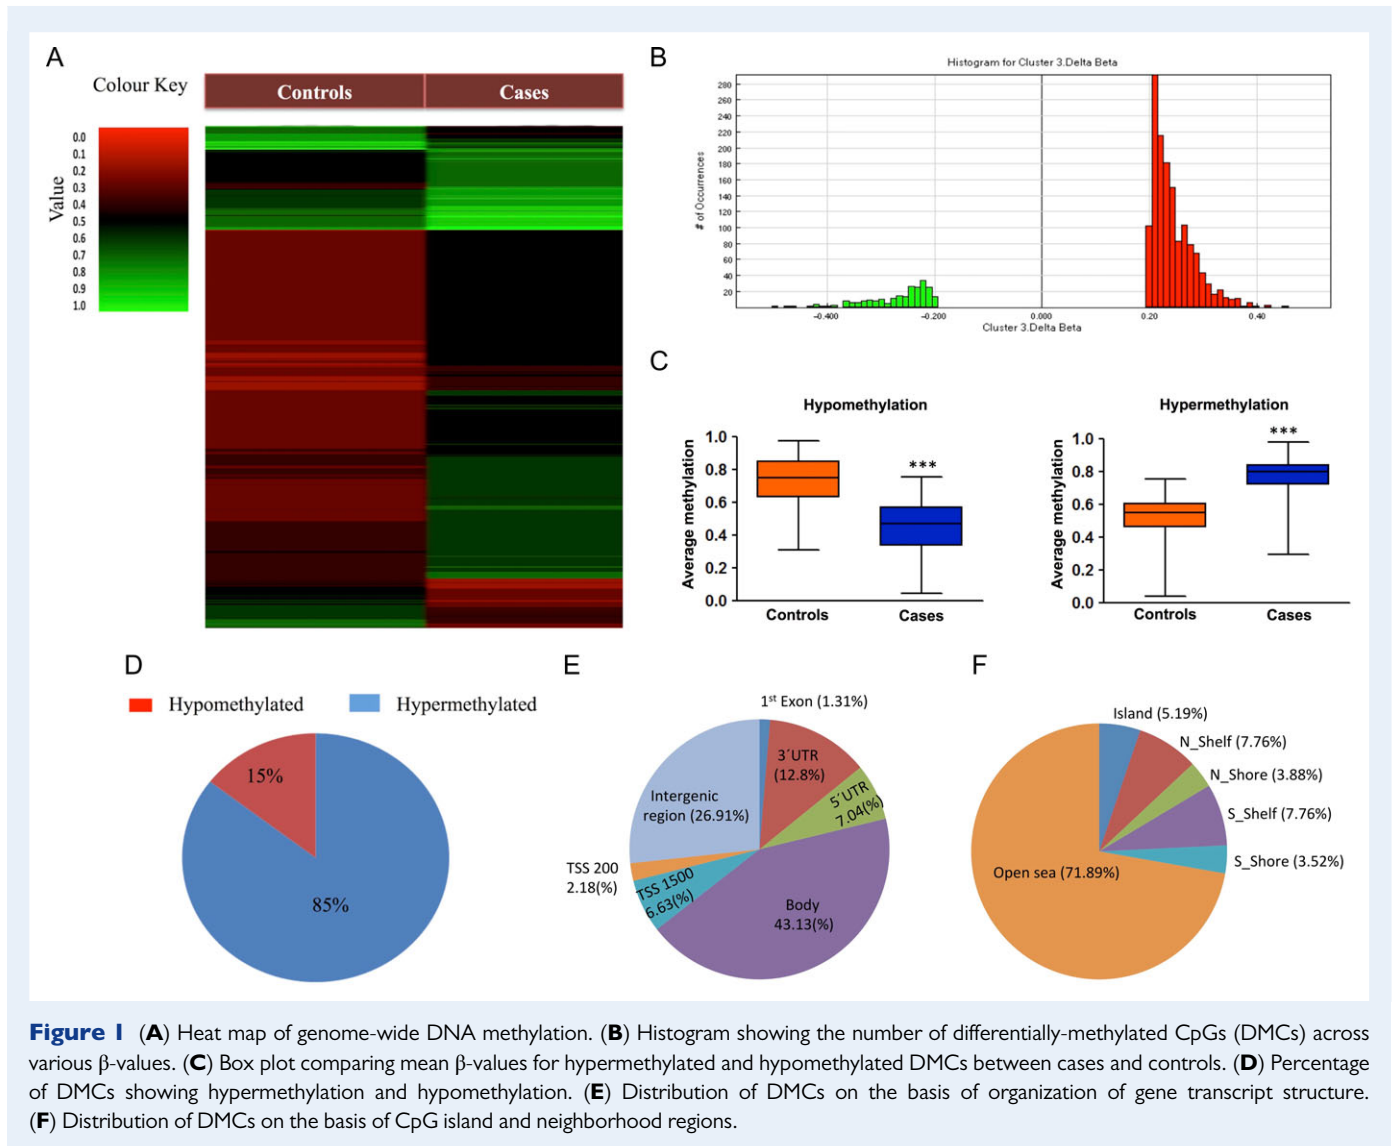 A
Colour Key
Controls
Cases
Value
0.0
0.1
0.2
0.3
0.4
0.5
0.6
0.7
0.8
0.9
1.0
B
Histogram for Cluster 3.Delta Beta
# of Occurrences
280
260
240
220
200
180
160
140
120
100
80
60
40
20
-0.400
-0.200
0.000
0.20
0.40
Cluster 3.Delta Beta
C
Hypomethylation
Average methylation
1.0
0.8
0.6
0.4
0.2
0.0
***
Controls
Cases
Hypermethylation
Average methylation
1.0
0.8
0.6
0.4
0.2
0.0
***
Controls
Cases
D
Hypomethylated
Hypermethylated
15%
85%
E
1st Exon (1.31%)
3´UTR
(12.8%)
5´UTR
7.04(%)
Intergenic
region (26.91%)
TSS 200
2.18(%)
TSS 1500
6.63(%)
Body
43.13(%)
F
Island (5.19%)
N_Shelf (7.76%)
N_Shore (3.88%)
S_Shelf (7.76%)
S_Shore (3.52%)
Open sea (71.89%)
Figure 1 (A) Heat map of genome-wide DNA methylation. (B) Histogram showing the number of differentially-methylated CpGs (DMCs) across
various β-values. (C) Box plot comparing mean β-values for hypermethylated and hypomethylated DMCs between cases and controls. (D) Percentage
of DMCs showing hypermethylation and hypomethylation. (E) Distribution of DMCs on the basis of organization of gene transcript structure.
(F) Distribution of DMCs on the basis of CpG island and neighborhood regions.